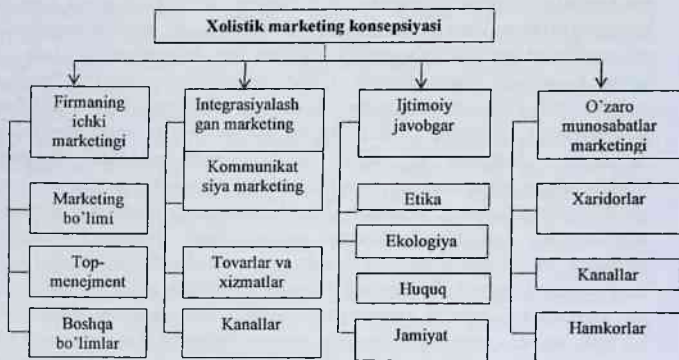 Xolistik marketing konsepsiyasi
Firmaning
ichki
marketingi
Marketing
bo`limi
Top-
menejment
Boshqa
bo`limlar
Integrasiyalash
gan marketing
Kommunikat
siya marketing
Tovarlar va
xizmatlar
Kanallar
Ijtimoiy
javobgar
Etika
Ekologiya
Huquq
Jamiyat
O`zaro
munosabatlar
marketingi
Xaridorlar
Kanallar
Hamkorlar